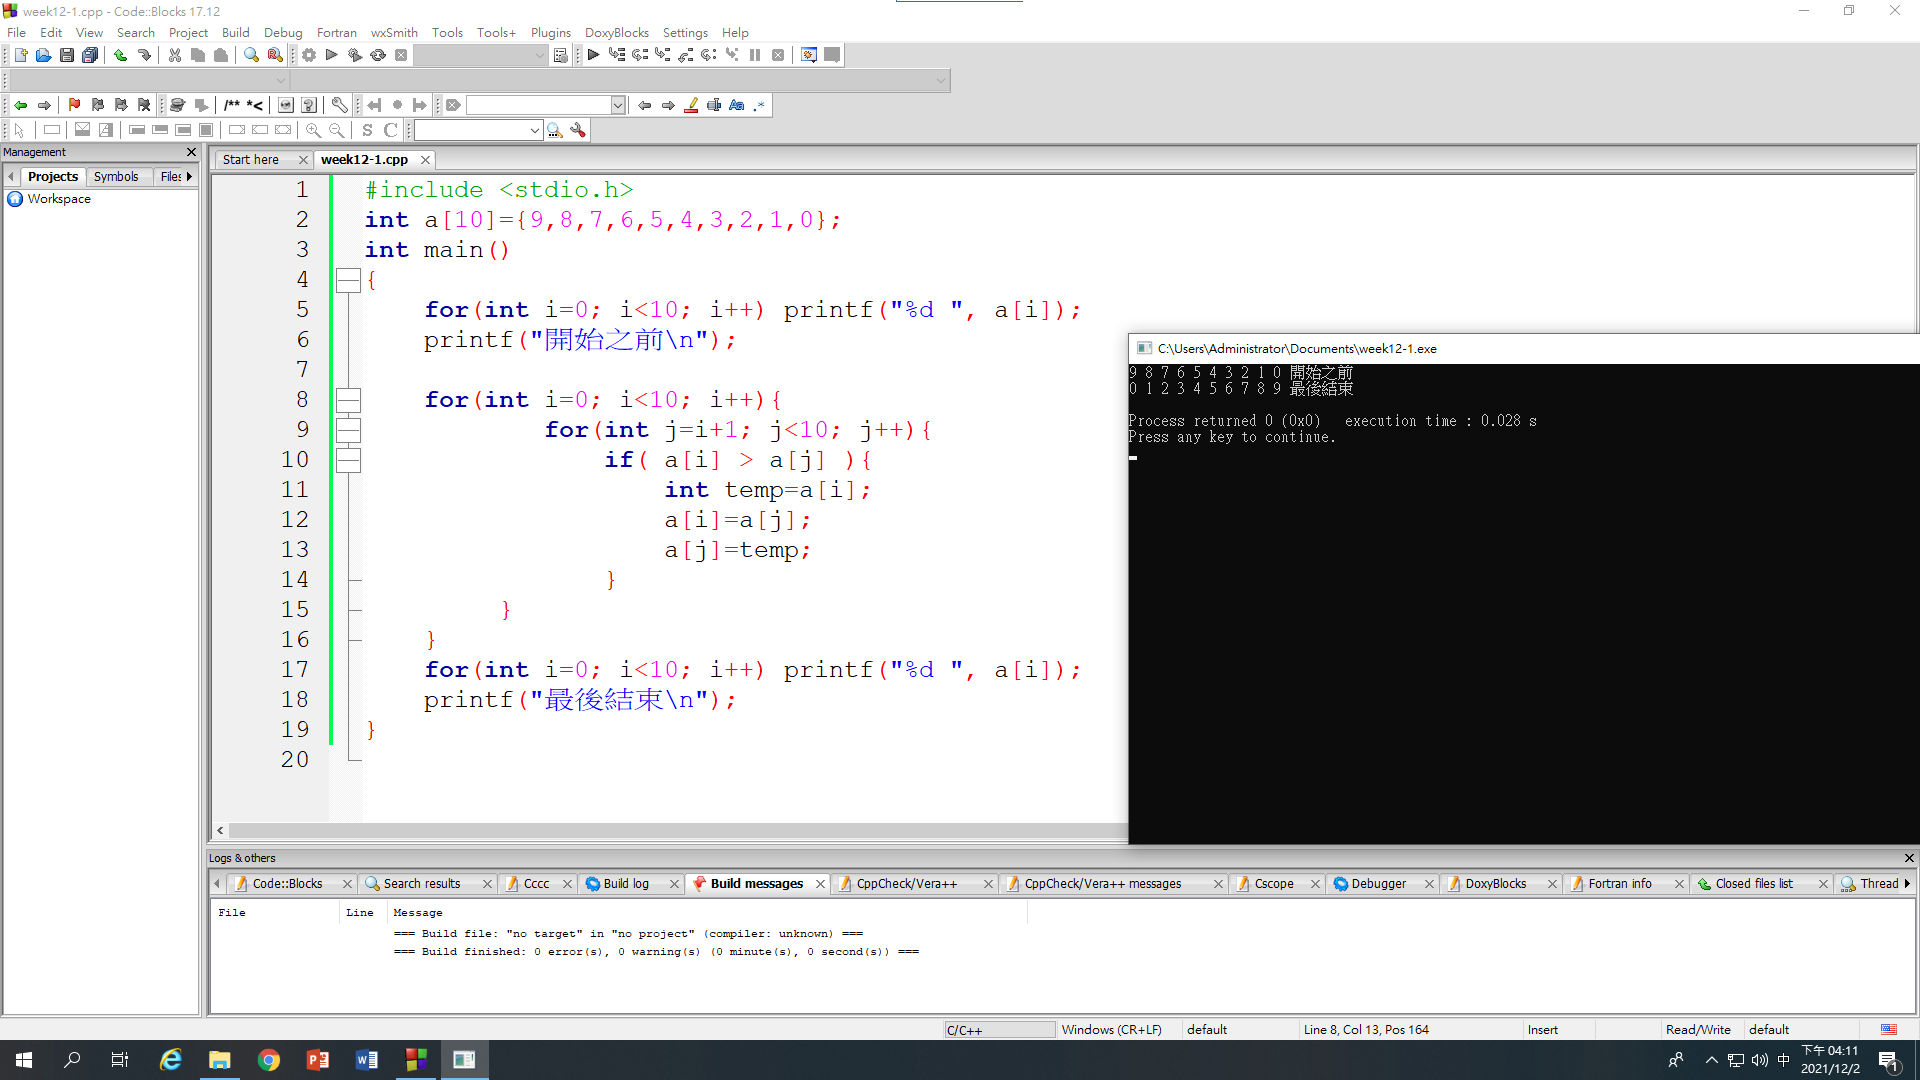 week12-1.cpp - Code::Blocks 17.12
File Edit View Search Project Build Debug Fortran wxSmith Tools Tools+ Plugins DoxyBlocks Settings Help
/** *<
S C
Management
Start here week12-1.cpp
Projects Symbols Files
Workspace
1 #include <stdio.h>
2 int a[10]={9,8,7,6,5,4,3,2,1,0};
3 int main()
4 {
5 for(int i=0; i<10; i++) printf("%d ", a[i]);
6 printf("開始之前\n");
7
8 for(int i=0; i<10; i++){
9 for(int j=i+1; j<10; j++){
10 if( a[i] > a[j] ){
11 int temp=a[i];
12 a[i]=a[j];
13 a[j]=temp;
14 }
15 }
16 }
17 for(int i=0; i<10; i++) printf("%d ", a[i]);
18 printf("最後結束\n");
19 }
20
C:\Users\Administrator\Documents\week12-1.exe
9 8 7 6 5 4 3 2 1 0 開始之前
0 1 2 3 4 5 6 7 8 9 最後結束
Process returned 0 (0x0)   execution time : 0.028 s
Press any key to continue.
Logs & others
Code::Blocks Search results Cccc Build log Build messages CppCheck/Vera++ CppCheck/Vera++ messages Cscope Debugger DoxyBlocks Fortran info Closed files list Thread
File Line Message
=== Build file: "no target" in "no project" (compiler: unknown) ===
=== Build finished: 0 error(s), 0 warning(s) (0 minute(s), 0 second(s)) ===
C/C++ Windows (CR+LF) default Line 8, Col 13, Pos 164 Insert Read/Write default
中 下午 04:11
2021/12/2
1